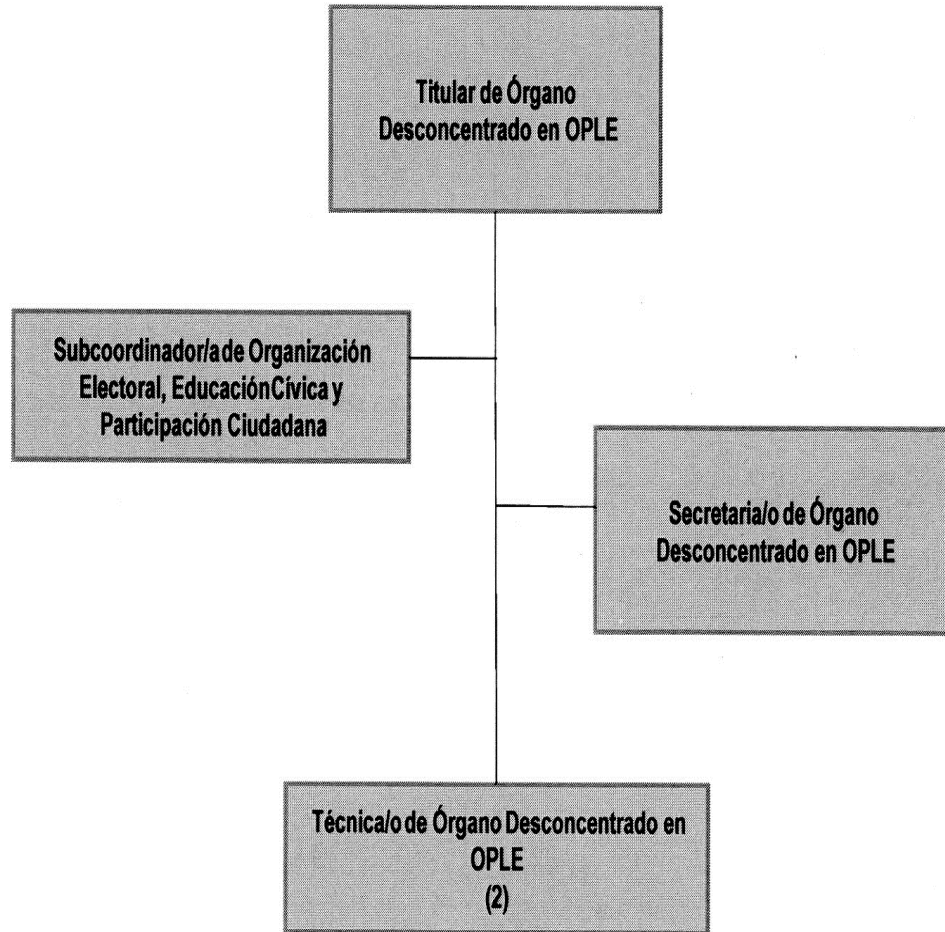 Titular de Órgano
Desconcentrado en OPLE
Subcoordinador/a de Organización
Electoral, Educación Cívica y
Participación Ciudadana
Secretaria/o de Órgano
Desconcentrado en OPLE
Técnica/o de Órgano Desconcentrado en
OPLE
(2)